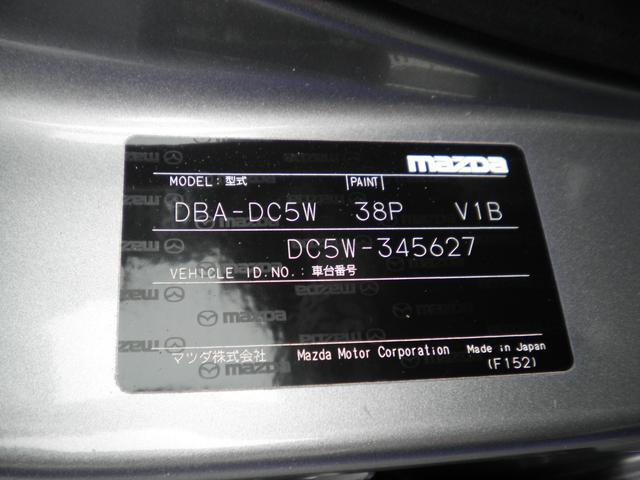 mazda
MODEL:型式 PAINT
DBA-DC5W 38P V1B
DC5W-345627
VEHICLE ID.NO.:車台番号
マツダ株式会社 Mazda Motor Corporation Made in Japan
(F152)